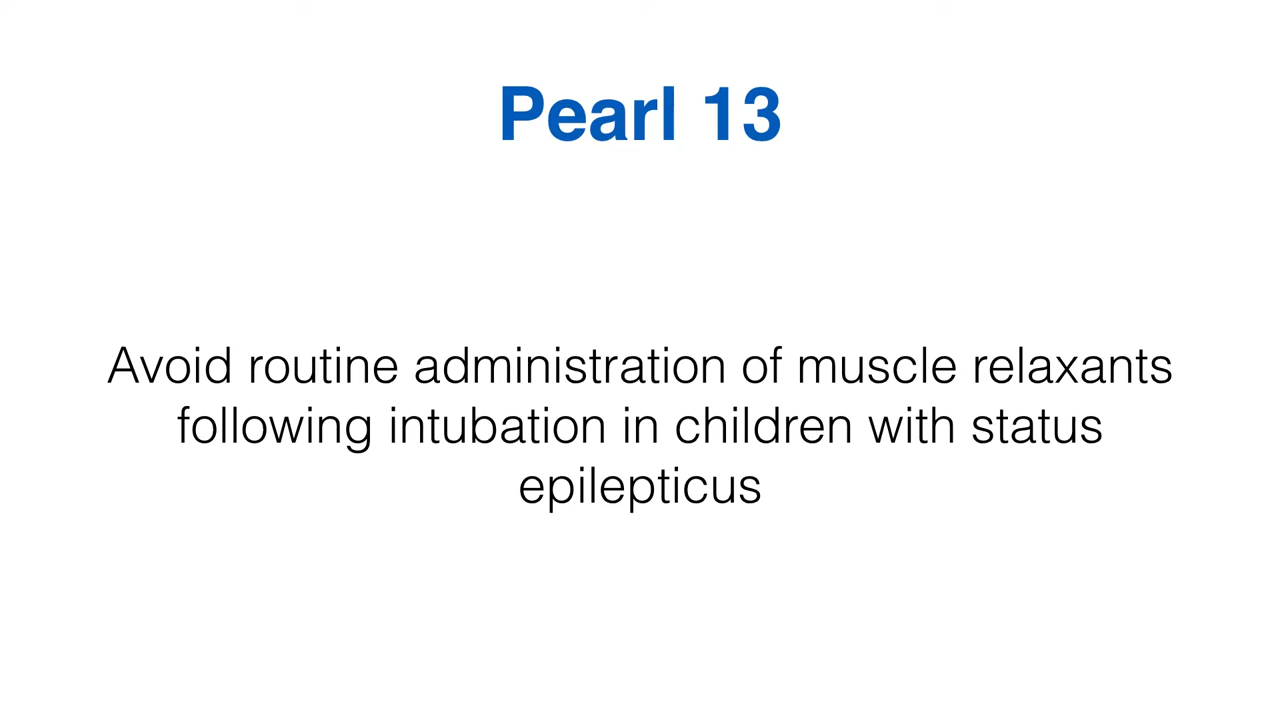 Pearl 13
Avoid routine administration of muscle relaxants
following intubation in children with status
epilepticus